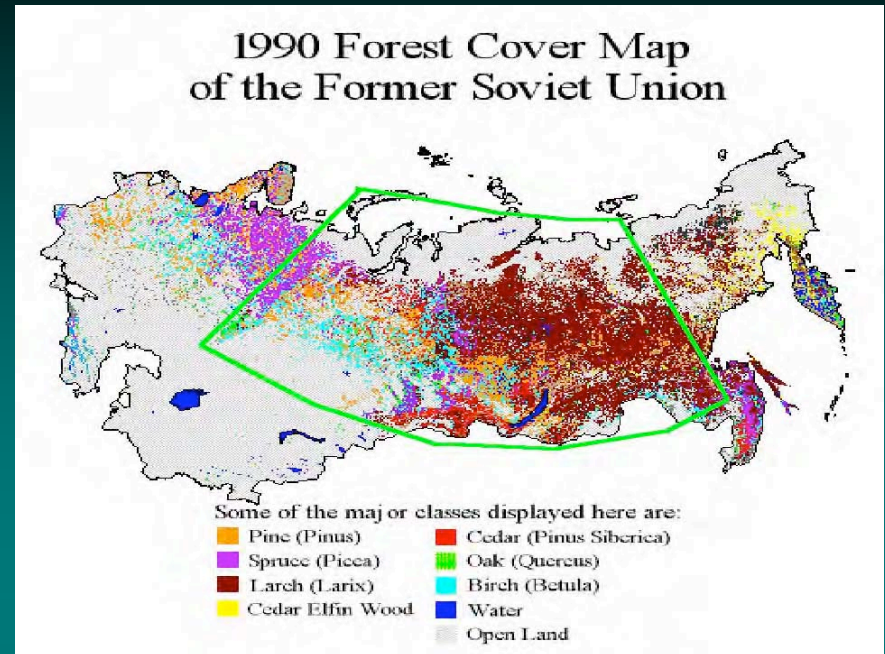 1990 Forest Cover Map
of the Former Soviet Union
Some of the major classes displayed here are:
Pine (Pinus)
Spruce (Picea)
Larch (Larix)
Cedar Elfin Wood
Cedar (Pinus Siberica)
Oak (Quercus)
Birch (Betula)
Water
Open Land